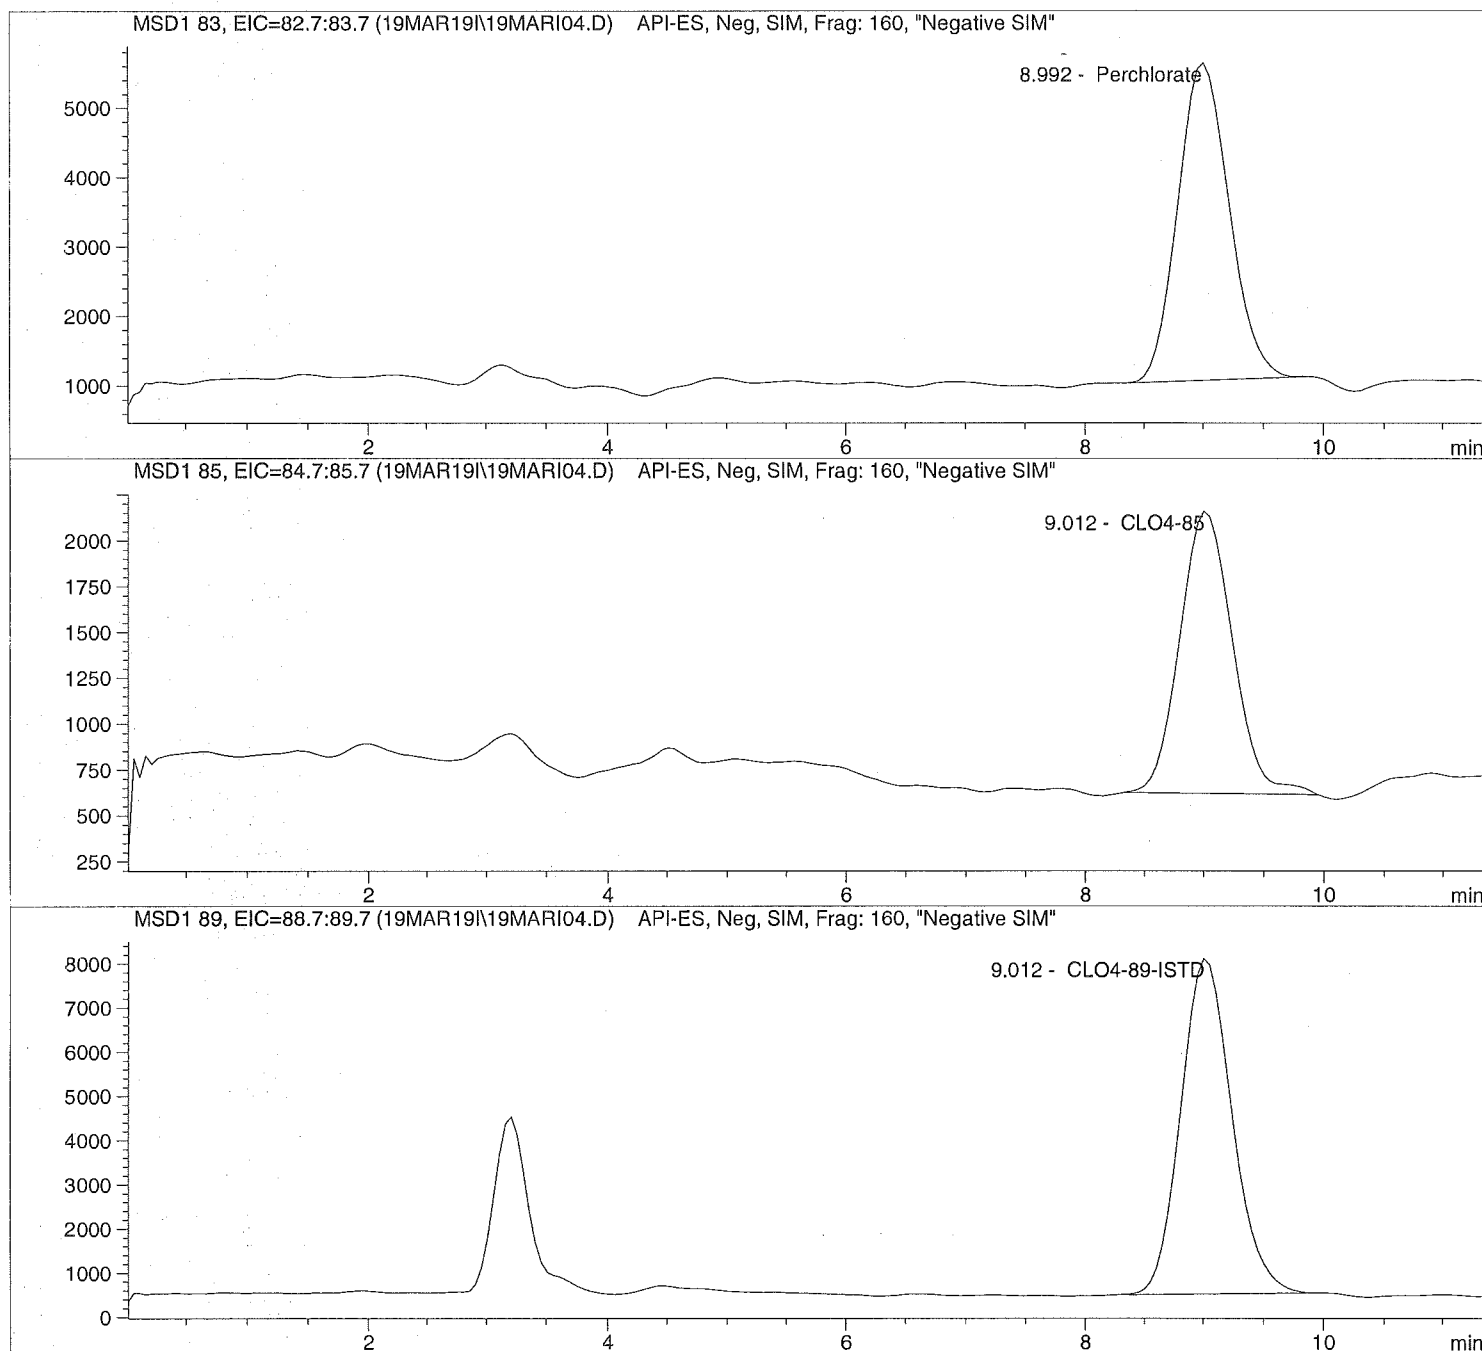 MSD1 83, EIC=82.7:83.7 (19MAR19I\19MARI04.D) API-ES, Neg, SIM, Frag: 160, "Negative SIM"
8.992 - Perchlorate
5000
4000
3000
2000
1000
2 4 6 8 10 min
MSD1 85, EIC=84.7:85.7 (19MAR19I\19MARI04.D) API-ES, Neg, SIM, Frag: 160, "Negative SIM"
9.012 - CLO4-85
2000
1750
1500
1250
1000
750
500
250
2 4 6 8 10 min
MSD1 89, EIC=88.7:89.7 (19MAR19I\19MARI04.D) API-ES, Neg, SIM, Frag: 160, "Negative SIM"
9.012 - CLO4-89-ISTD
8000
7000
6000
5000
4000
3000
2000
1000
0
2 4 6 8 10 min